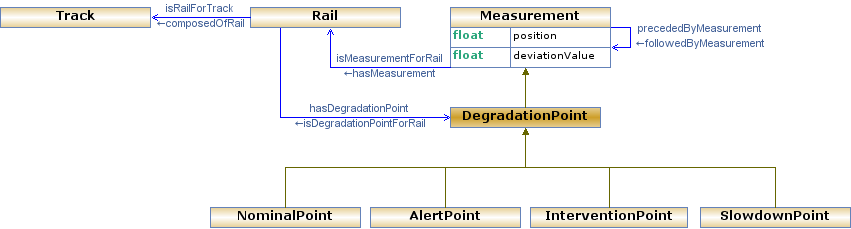 isRailForTrack
←composedOfRail
Track
Rail
Measurement
float position
float deviationValue
precededByMeasurement
←followedByMeasurement
isMeasurementForRail
←hasMeasurement
hasDegradationPoint
←isDegradationPointForRail
DegradationPoint
NominalPoint
AlertPoint
InterventionPoint
SlowdownPoint